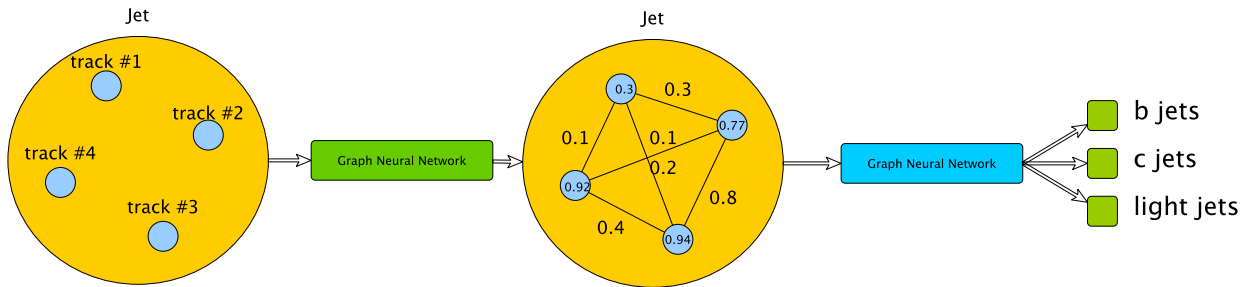 Jet
track #1
track #2
track #4
track #3
Graph Neural Network
Jet
0.3
0.3
0.77
0.1
0.1
0.2
0.92
0.8
0.4
0.94
Graph Neural Network
b jets
c jets
light jets